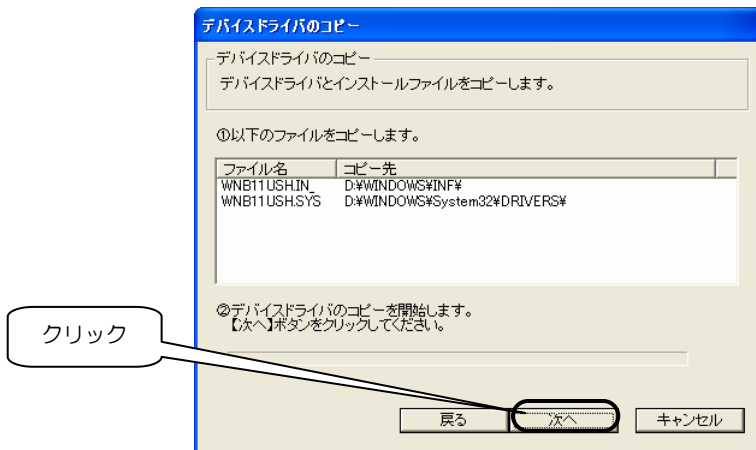 デバイスドライバのコピー
デバイスドライバのコピー
デバイスドライバとインストールファイルをコピーします。
①以下のファイルをコピーします。
ファイル名 コピー先
WNB11USH.IN_ D:¥WINDOWS¥INF¥
WNB11USH.SYS D:¥WINDOWS¥System32¥DRIVERS¥
②デバイスドライバのコピーを開始します。
【次へ】ボタンをクリックしてください。
クリック
戻る 次へ キャンセル